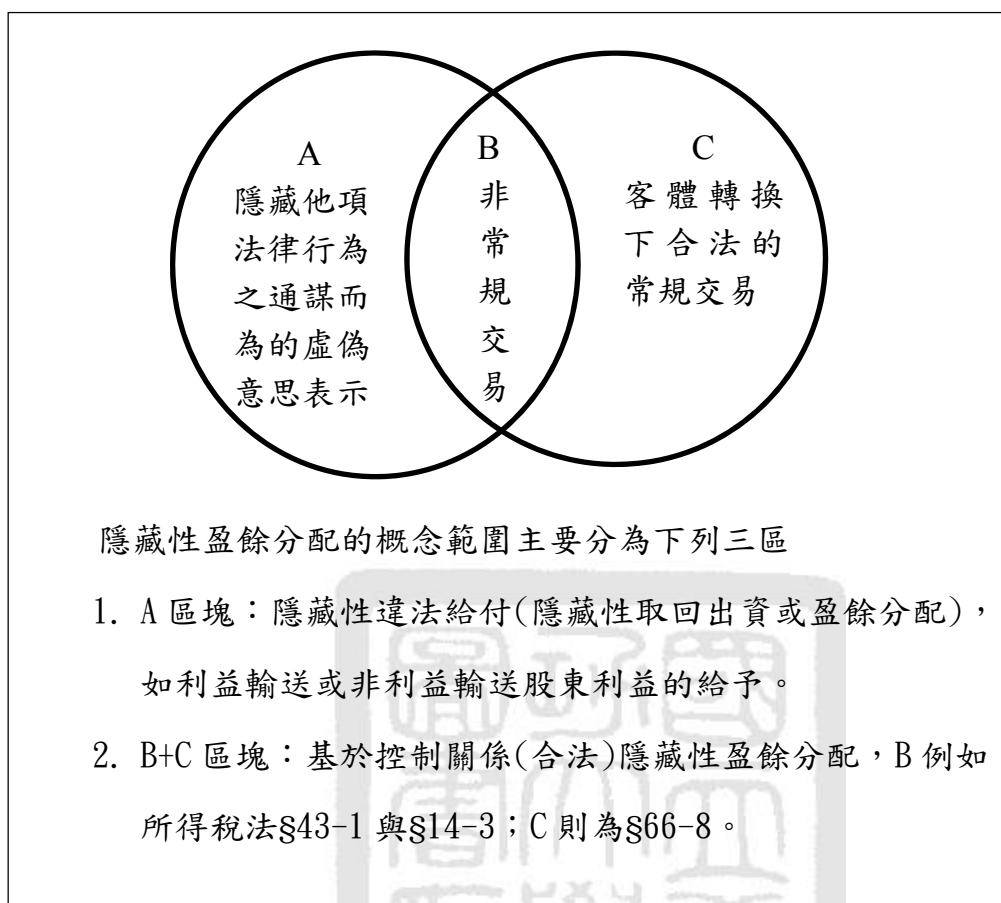 A
隱藏他項
法律行為
之通謀而
為的虛偽
意思表示
B
非
常
規
交
易
C
客體轉換
下合法的
常規交易
隱藏性盈餘分配的概念範圍主要分為下列三區
1. A 區塊：隱藏性違法給付(隱藏性取回出資或盈餘分配)，
如利益輸送或非利益輸送股東利益的給予。
2. B+C 區塊：基於控制關係(合法)隱藏性盈餘分配，B 例如
所得稅法§43-1 與§14-3；C 則為§66-8。